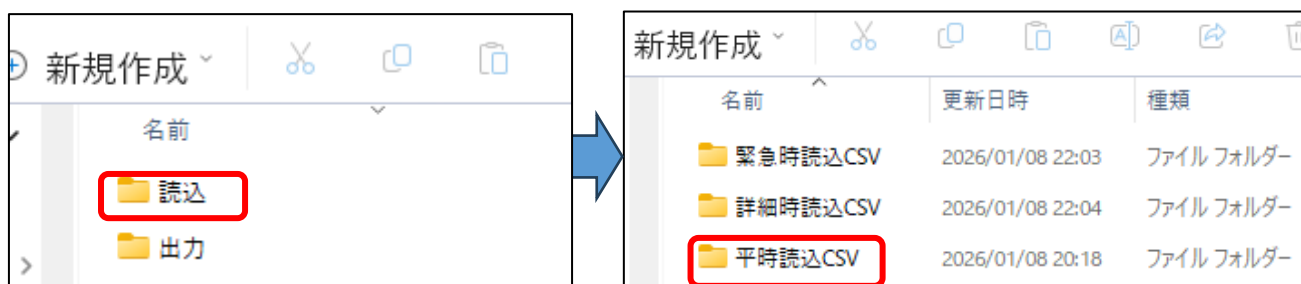 新規作成
名前
読込
出力
新規作成
名前 更新日時 種類
緊急時読込CSV 2026/01/08 22:03 ファイル フォルダー
詳細時読込CSV 2026/01/08 22:04 ファイル フォルダー
平時読込CSV 2026/01/08 20:18 ファイル フォルダー